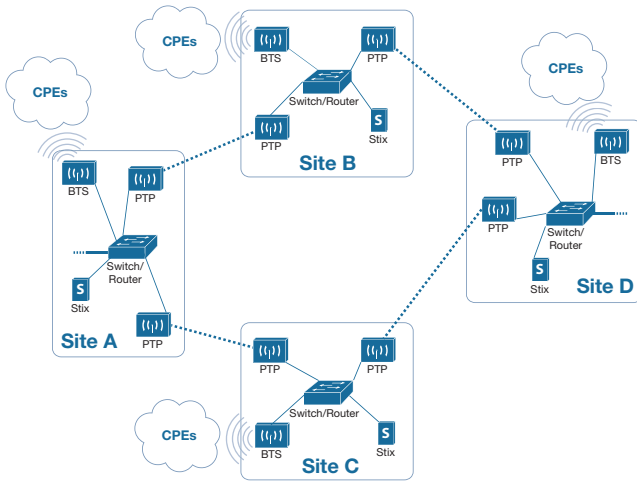 CPEs
BTS
PTP
Switch/Router
PTP
S
Stix
Site B
CPEs
BTS
PTP
Switch/
Router
S
Stix
PTP
Site A
CPEs
PTP
BTS
PTP
Switch/
Router
S
Stix
Site D
PTP
PTP
Switch/Router
CPEs
BTS
S
Stix
Site C